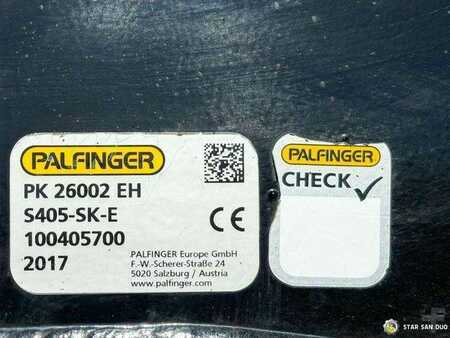 PALFINGER
PK 26002 EH
S405-SK-E
100405700
2017
CE
PALFINGER Europe GmbH
F.-W.-Scherer-Straße 24
5020 Salzburg / Austria
www.palfinger.com
PALFINGER
CHECK
STAR SAN DUO